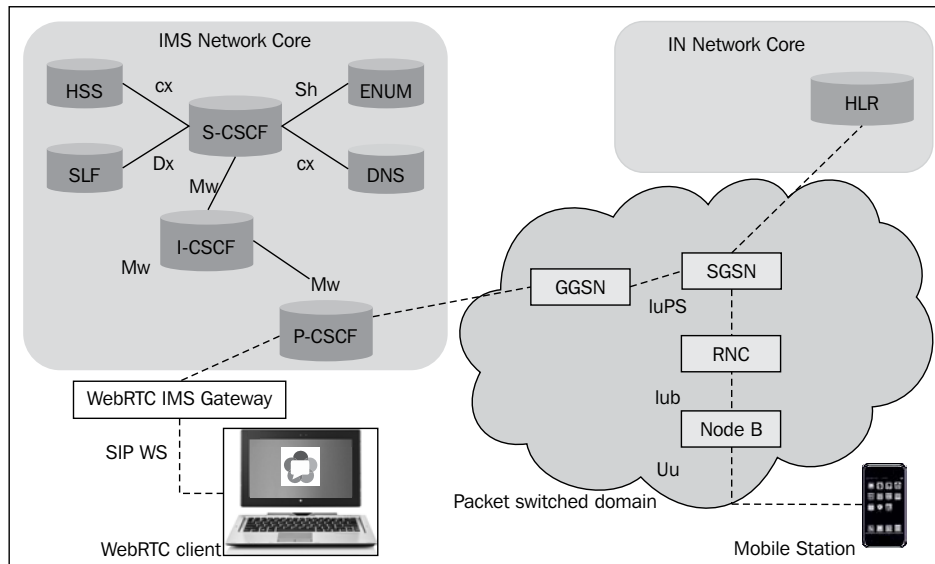 IMS Network Core
IN Network Core
HSS
cx
Sh
ENUM
HLR
S-CSCF
SLF
Dx
cx
DNS
Mw
I-CSCF
Mw
Mw
GGSN
SGSN
IuPS
P-CSCF
RNC
WebRTC IMS Gateway
Iub
Node B
SIP WS
Uu
Packet switched domain
WebRTC client
Mobile Station